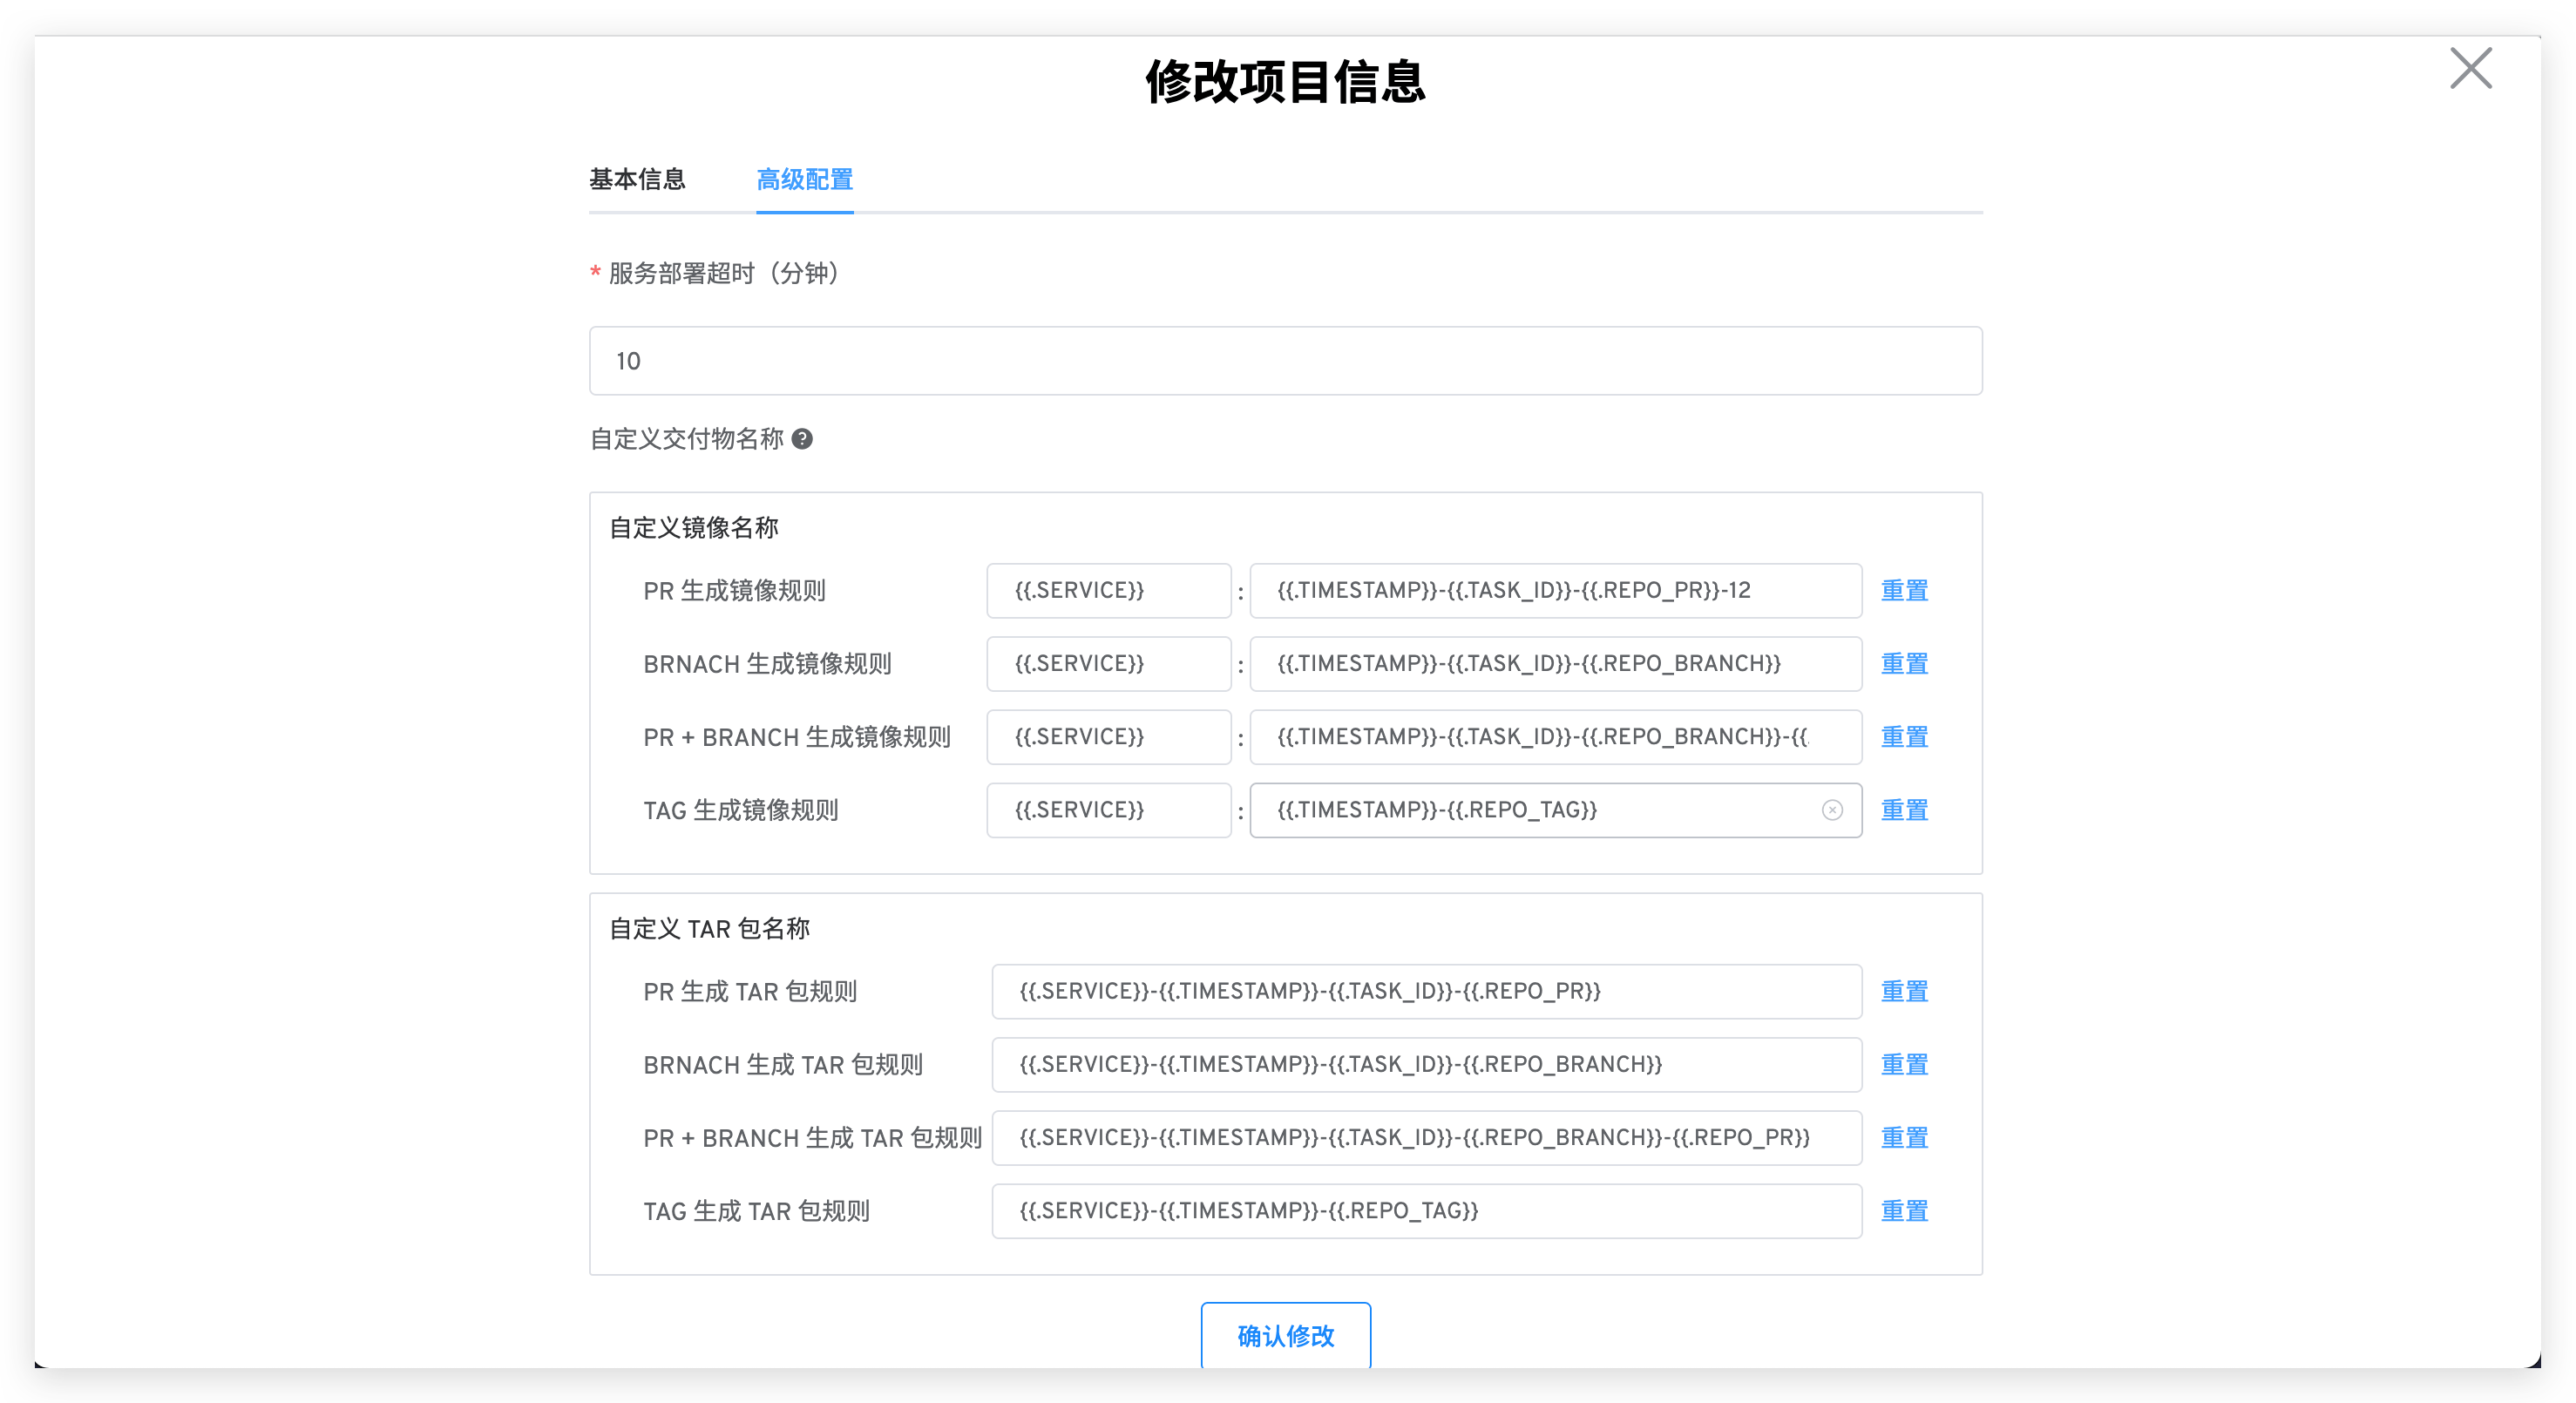 修改项目信息
基本信息 高级配置
* 服务部署超时（分钟）
10
自定义交付物名称 ?
自定义镜像名称
PR 生成镜像规则 {{.SERVICE}} : {{.TIMESTAMP}}-{{.TASK_ID}}-{{.REPO_PR}}-12 重置
BRNACH 生成镜像规则 {{.SERVICE}} : {{.TIMESTAMP}}-{{.TASK_ID}}-{{.REPO_BRANCH}} 重置
PR + BRANCH 生成镜像规则 {{.SERVICE}} : {{.TIMESTAMP}}-{{.TASK_ID}}-{{.REPO_BRANCH}}-{{. 重置
TAG 生成镜像规则 {{.SERVICE}} : {{.TIMESTAMP}}-{{.REPO_TAG}} 重置
自定义 TAR 包名称
PR 生成 TAR 包规则 {{.SERVICE}}-{{.TIMESTAMP}}-{{.TASK_ID}}-{{.REPO_PR}} 重置
BRNACH 生成 TAR 包规则 {{.SERVICE}}-{{.TIMESTAMP}}-{{.TASK_ID}}-{{.REPO_BRANCH}} 重置
PR + BRANCH 生成 TAR 包规则 {{.SERVICE}}-{{.TIMESTAMP}}-{{.TASK_ID}}-{{.REPO_BRANCH}}-{{.REPO_PR}} 重置
TAG 生成 TAR 包规则 {{.SERVICE}}-{{.TIMESTAMP}}-{{.REPO_TAG}} 重置
确认修改